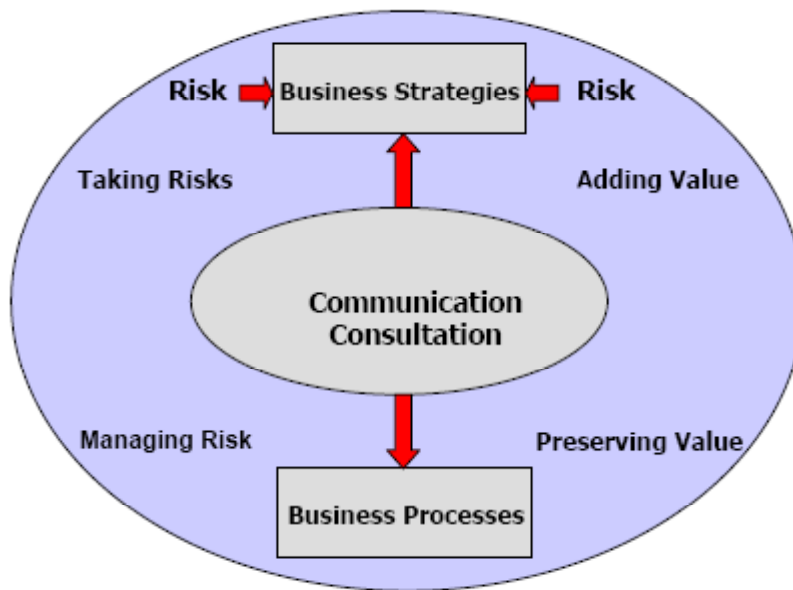 Risk
Business Strategies
Risk
Taking Risks
Adding Value
Communication
Consultation
Managing Risk
Preserving Value
Business Processes